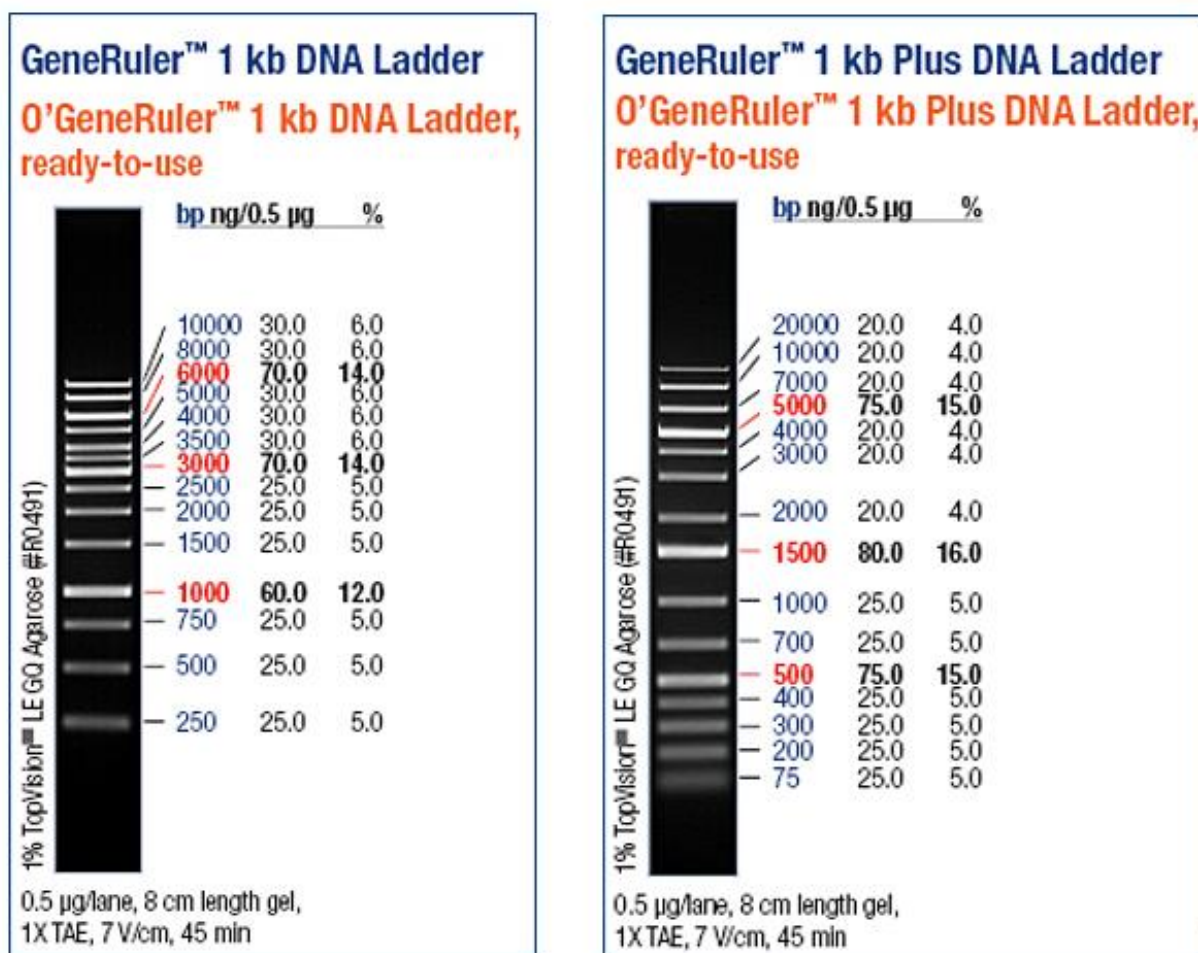 GeneRuler™ 1 kb DNA Ladder
O'GeneRuler™ 1 kb DNA Ladder,
ready-to-use
bp ng/0.5 µg %
10000 30.0 6.0
8000 30.0 6.0
6000 70.0 14.0
5000 30.0 6.0
4000 30.0 6.0
3500 30.0 6.0
3000 70.0 14.0
2500 25.0 5.0
2000 25.0 5.0
1500 25.0 5.0
1000 60.0 12.0
750 25.0 5.0
500 25.0 5.0
250 25.0 5.0
1% TopVision™ LE GQ Agarose (#R0491)
0.5 µg/lane, 8 cm length gel,
1X TAE, 7 V/cm, 45 min
GeneRuler™ 1 kb Plus DNA Ladder
O'GeneRuler™ 1 kb Plus DNA Ladder,
ready-to-use
bp ng/0.5 µg %
20000 20.0 4.0
10000 20.0 4.0
7000 20.0 4.0
5000 75.0 15.0
4000 20.0 4.0
3000 20.0 4.0
2000 20.0 4.0
1500 80.0 16.0
1000 25.0 5.0
700 25.0 5.0
500 75.0 15.0
400 25.0 5.0
300 25.0 5.0
200 25.0 5.0
75 25.0 5.0
1% TopVision™ LE GQ Agarose (#R0491)
0.5 µg/lane, 8 cm length gel,
1X TAE, 7 V/cm, 45 min